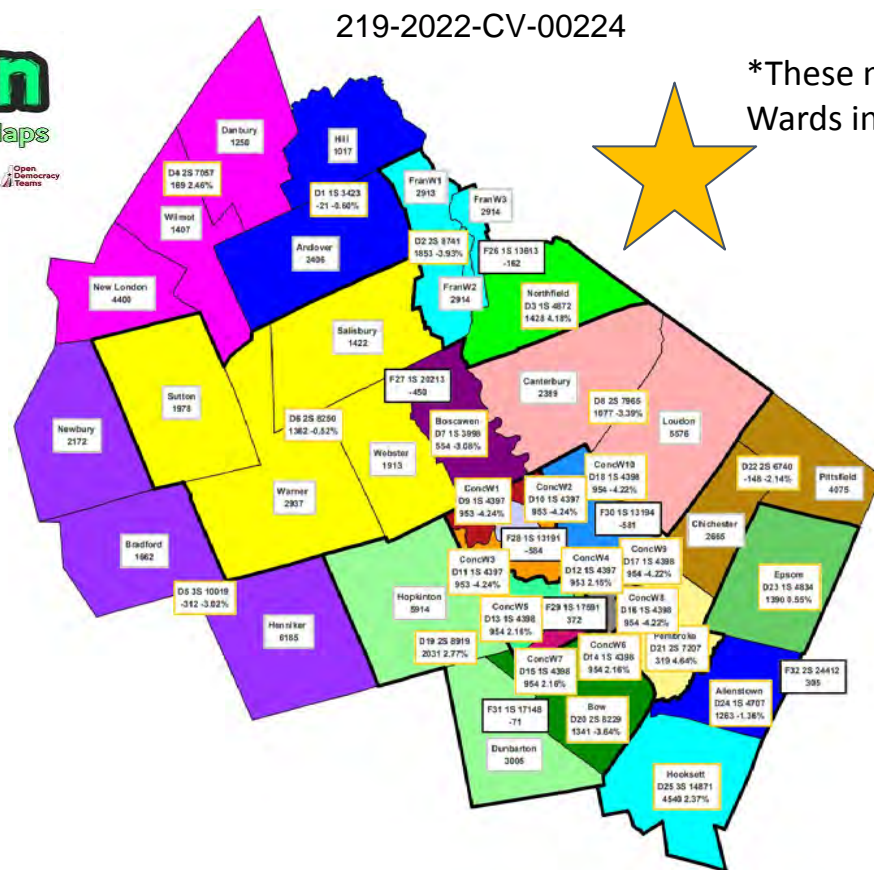 219-2022-CV-00224
*These
Wards in
Open
Democracy
Teams
Danbury
1250
Hill
1017
D4 2S 7057
169 2.46%
D1 1S 3423
-21 -0.60%
FranW1
2913
FranW3
2914
Wilmot
1407
Andover
2406
D2 2S 8741
1853 -3.93%
F26 1S 13613
-162
New London
4400
FranW2
2914
Northfield
D3 1S 4872
1428 4.18%
Salisbury
1422
F27 1S 20213
-450
Canterbury
2389
D8 2S 7965
1077 -3.39%
Sutton
1978
Newbury
2172
D6 2S 8250
1362 -0.52%
Boscawen
D7 1S 3998
554 -3.08%
Loudon
5576
Webster
1913
ConcW10
D18 1S 4398
954 -4.22%
D22 2S 6740
-148 -2.14%
Pittsfield
4075
Warner
2937
ConcW1
D9 1S 4397
953 -4.24%
ConcW2
D10 1S 4397
953 -4.24%
F30 1S 13194
-581
Chichester
2665
Bradford
1662
F28 1S 13191
-584
ConcW9
D17 1S 4398
954 -4.22%
ConcW3
D11 1S 4397
953 -4.24%
ConcW4
D12 1S 4397
953 2.16%
Epsom
D23 1S 4834
1390 0.55%
D5 3S 10019
-312 -3.02%
Hopkinton
5914
ConcW5
D13 1S 4398
954 2.16%
F29 1S 17591
372
ConcW8
D16 1S 4398
954 -4.22%
Henniker
6185
D19 2S 8919
2031 2.77%
ConcW6
D14 1S 4398
954 2.16%
Pembroke
D21 2S 7207
319 4.64%
ConcW7
D15 1S 4398
954 2.16%
F32 2S 24412
305
Allenstown
D24 1S 4707
1263 -1.36%
F31 1S 17148
-71
Bow
D20 2S 8229
1341 -3.64%
Dunbarton
3005
Hooksett
D25 3S 14871
4540 2.37%